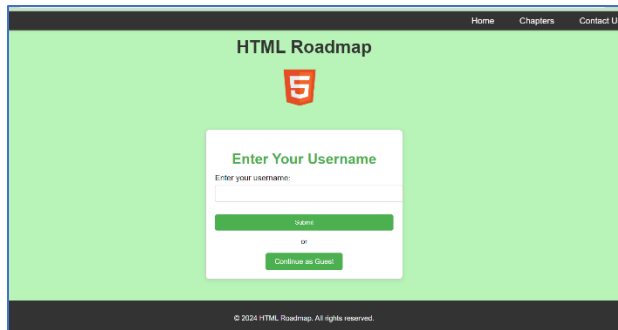 Home Chapters Contact U
HTML Roadmap
5
Enter Your Username
Enter your username:
Submit
or
Continue as Guest
© 2024 HTML Roadmap. All rights reserved.